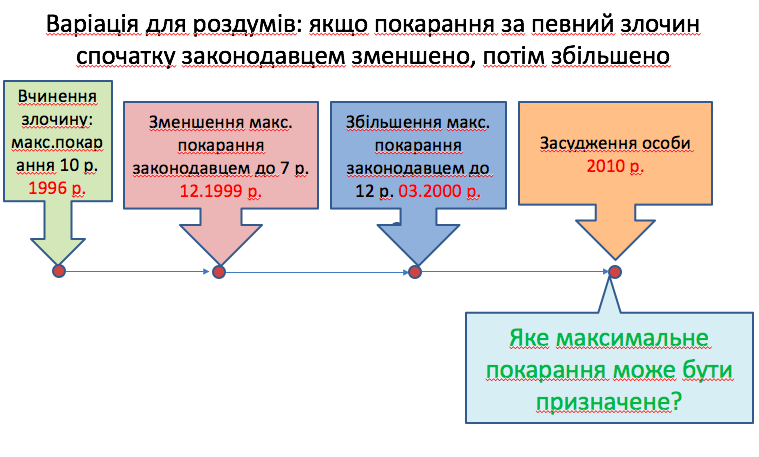 Варіація для роздумів: якщо покарання за певний злочин
спочатку законодавцем зменшено, потім збільшено
Вчинення
злочину:
макс.покар
ання 10 р.
1996 р.
Зменшення макс.
покарання
законодавцем до 7 р.
12.1999 р.
Збільшення макс.
покарання
законодавцем до
12 р. 03.2000 р.
Засудження особи
2010 р.
Яке максимальне
покарання може бути
призначене?